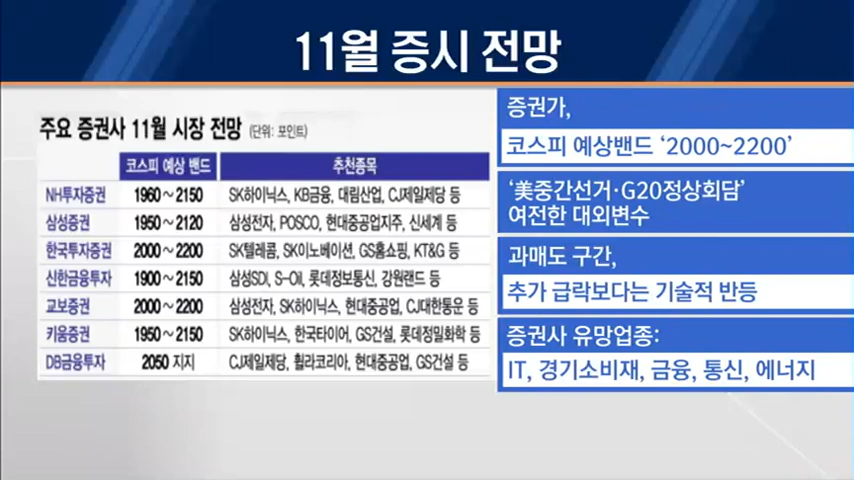 11월 증시 전망
주요 증권사 11월 시장 전망 (단위: 포인트)
코스피 예상 밴드 추천종목
NH투자증권 1960~2150 SK하이닉스, KB금융, 대림산업, CJ제일제당 등
삼성증권 1950~2120 삼성전자, POSCO, 현대중공업지주, 신세계 등
한국투자증권 2000~2200 SK텔레콤, SK이노베이션, GS홈쇼핑, KT&G 등
신한금융투자 1900~2150 삼성SDI, S-Oil, 롯데정보통신, 강원랜드 등
교보증권 2000~2200 삼성전자, SK하이닉스, 현대중공업, CJ대한통운 등
키움증권 1950~2150 SK하이닉스, 한국타이어, GS건설, 롯데정밀화학 등
DB금융투자 2050 지지 CJ제일제당, 휠라코리아, 현대중공업, GS건설 등
증권가,
코스피 예상밴드 ‘2000~2200’
‘美중간선거·G20정상회담’
여전한 대외변수
과매도 구간,
추가 급락보다는 기술적 반등
증권사 유망업종:
IT, 경기소비재, 금융, 통신, 에너지